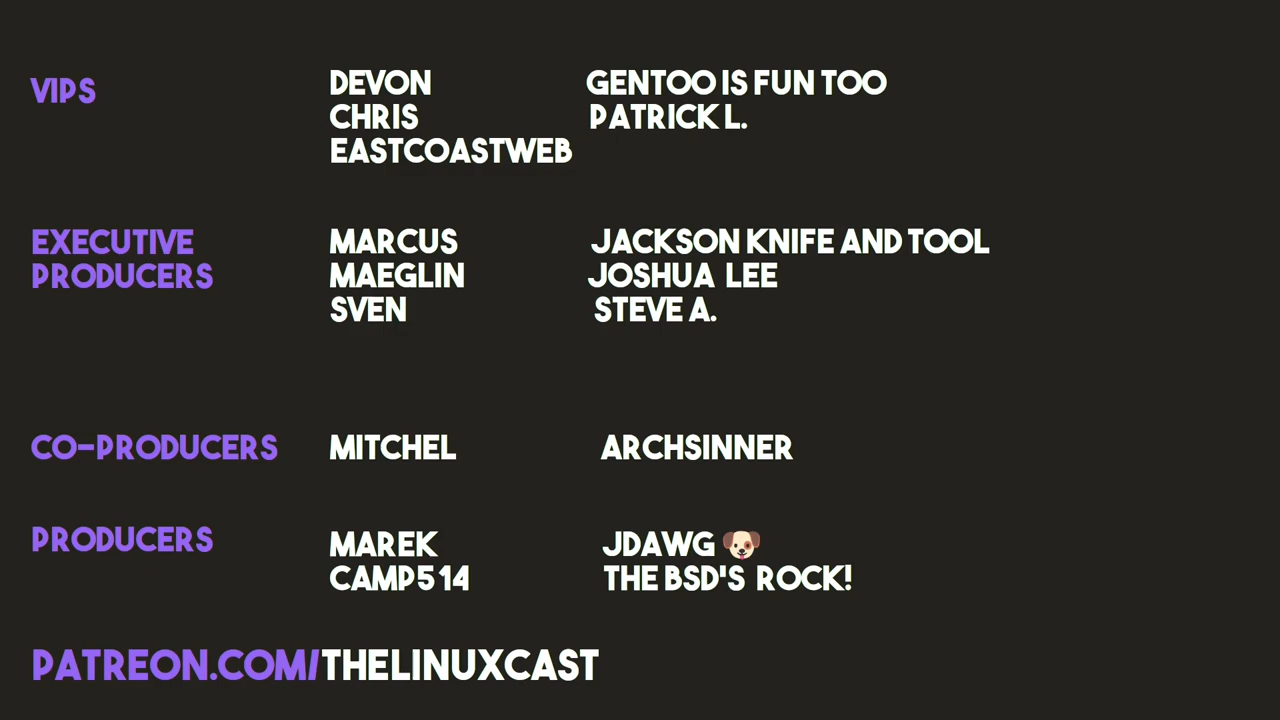 VIPS
DEVON GENTOO IS FUN TOO
CHRIS PATRICK L.
EASTCOASTWEB
EXECUTIVE PRODUCERS
MARCUS JACKSON KNIFE AND TOOL
MAEGLIN JOSHUA LEE
SVEN STEVE A.
CO-PRODUCERS MITCHEL ARCHSINNER
PRODUCERS
MAREK JDAWG 🐶
CAMP514 THE BSD'S ROCK!
PATREON.COM/THELINUXCAST